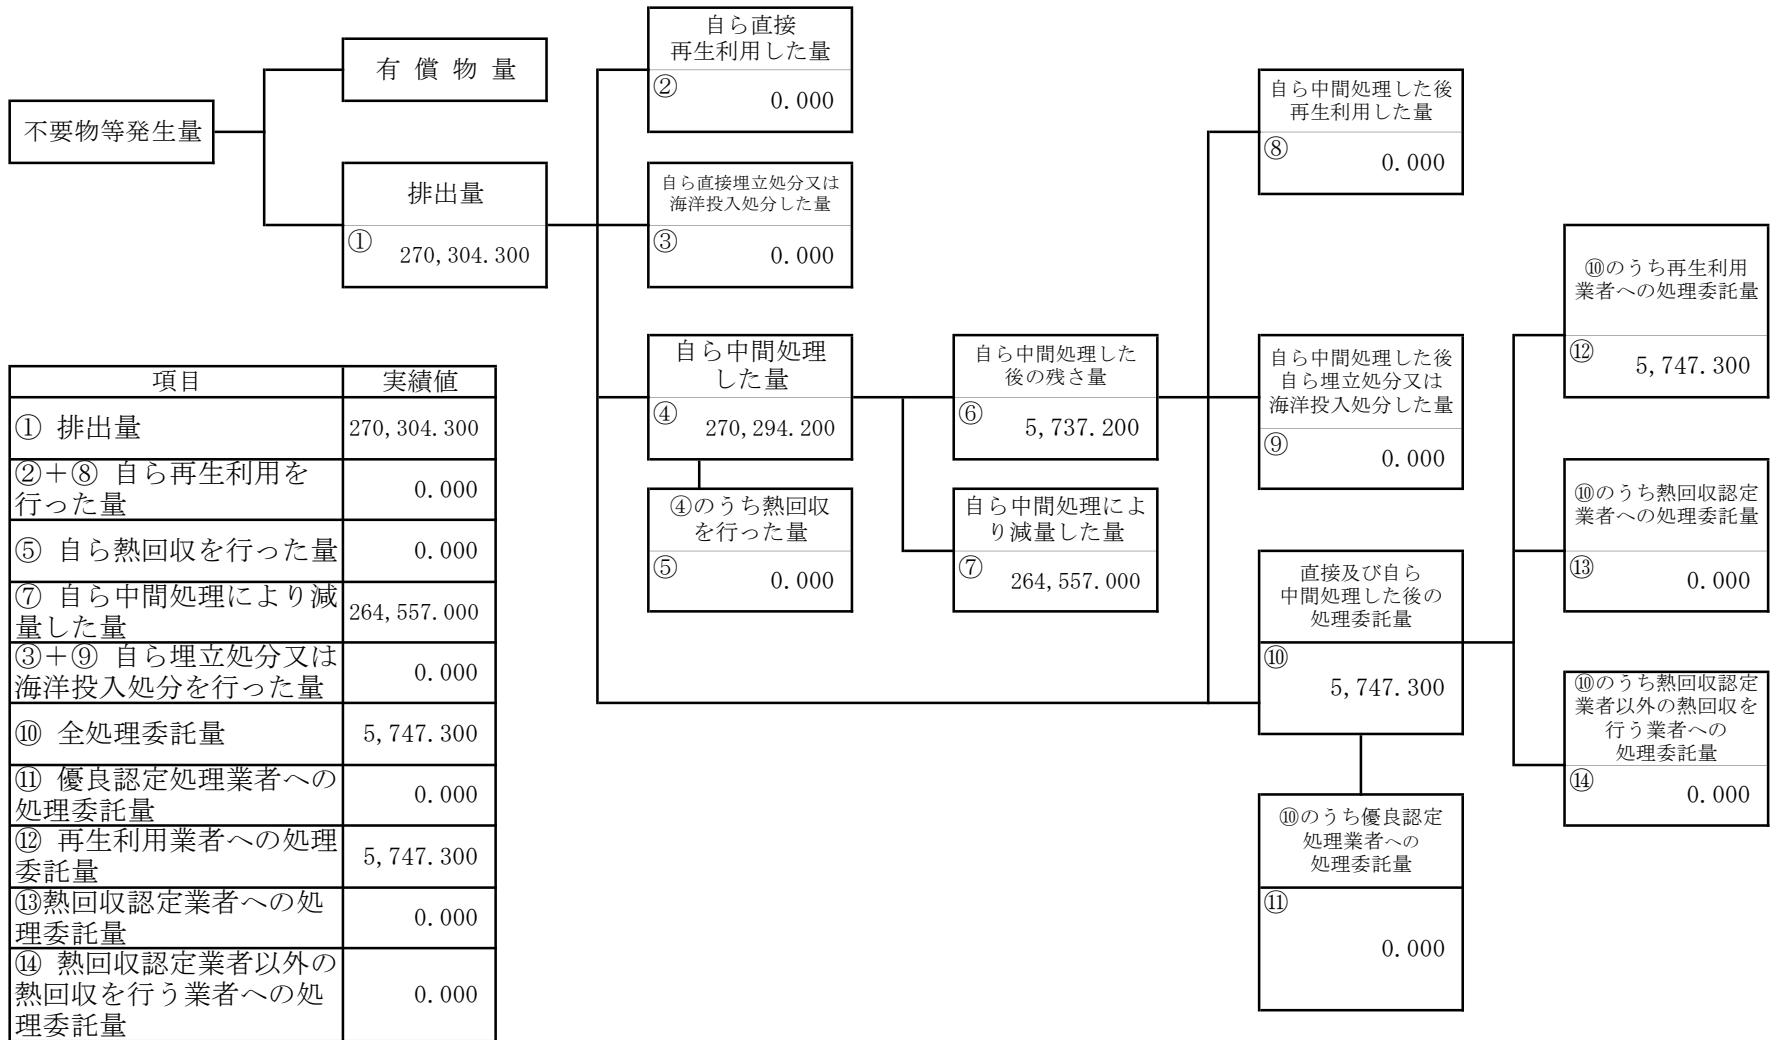 不要物等発生量
有償物量
排出量
①
270,304.300
自ら直接
再生利用した量
②
0.000
自ら直接埋立処分又は
海洋投入処分した量
③
0.000
自ら中間処理
した量
④
270,294.200
④のうち熱回収
を行った量
⑤
0.000
自ら中間処理した
後の残さ量
⑥
5,737.200
自ら中間処理によ
り減量した量
⑦
264,557.000
自ら中間処理した後
再生利用した量
⑧
0.000
自ら中間処理した後
自ら埋立処分又は
海洋投入処分した量
⑨
0.000
直接及び自ら
中間処理した後の
処理委託量
⑩
5,747.300
⑩のうち優良認定
処理業者への
処理委託量
⑪
0.000
⑩のうち再生利用
業者への処理委託量
⑫
5,747.300
⑩のうち熱回収認定
業者への処理委託量
⑬
0.000
⑩のうち熱回収認定
業者以外の熱回収を
行う業者への
処理委託量
⑭
0.000
項目 実績値
① 排出量 270,304.300
②+⑧ 自ら再生利用を
行った量 0.000
⑤ 自ら熱回収を行った量 0.000
⑦ 自ら中間処理により減
量した量 264,557.000
③+⑨ 自ら埋立処分又は
海洋投入処分を行った量 0.000
⑩ 全処理委託量 5,747.300
⑪ 優良認定処理業者への
処理委託量 0.000
⑫ 再生利用業者への処理
委託量 5,747.300
⑬熱回収認定業者への処
理委託量 0.000
⑭ 熱回収認定業者以外の
熱回収を行う業者への処
理委託量 0.000